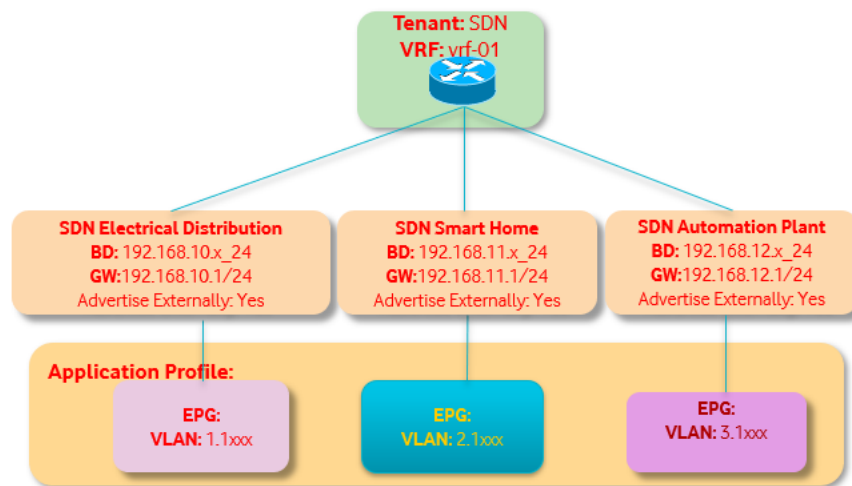 Tenant: SDN
VRF: vrf-01
SDN Electrical Distribution
BD: 192.168.10.x_24
GW:192.168.10.1/24
Advertise Externally: Yes
SDN Smart Home
BD: 192.168.11.x_24
GW:192.168.11.1/24
Advertise Externally: Yes
SDN Automation Plant
BD: 192.168.12.x_24
GW:192.168.12.1/24
Advertise Externally: Yes
Application Profile:
EPG:
VLAN: 1.1xxx
EPG:
VLAN: 2.1xxx
EPG:
VLAN: 3.1xxx